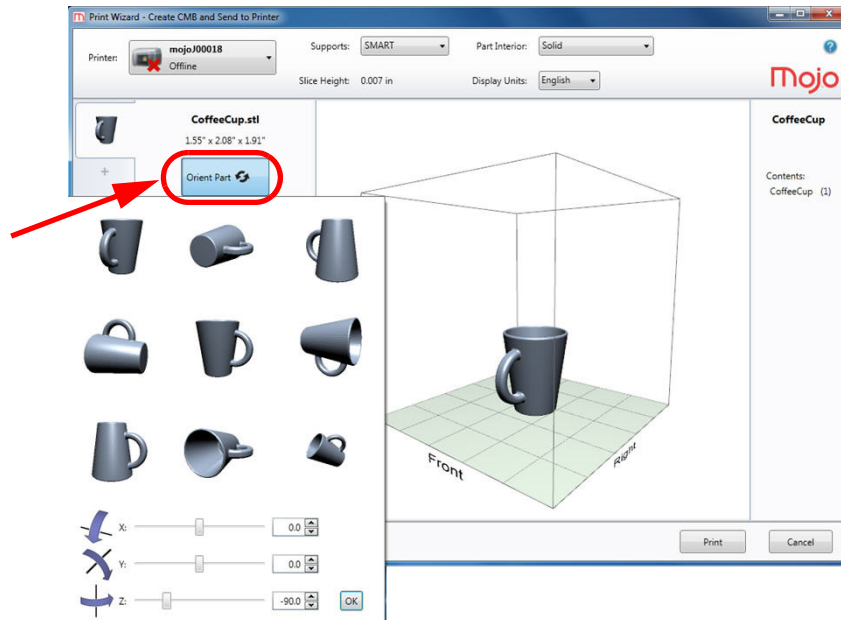 Print Wizard - Create CMB and Send to Printer
Printer:
mojoJ00018
Offline
Supports:
SMART
Part Interior:
Solid
Slice Height:
0.007 in
Display Units:
English
Mojo
CoffeeCup.stl
1.55" x 2.08" x 1.91"
Orient Part
CoffeeCup
Contents:
CoffeeCup (1)
Front
Right
X:
0.0
Y:
0.0
Z:
-90.0
OK
Print
Cancel